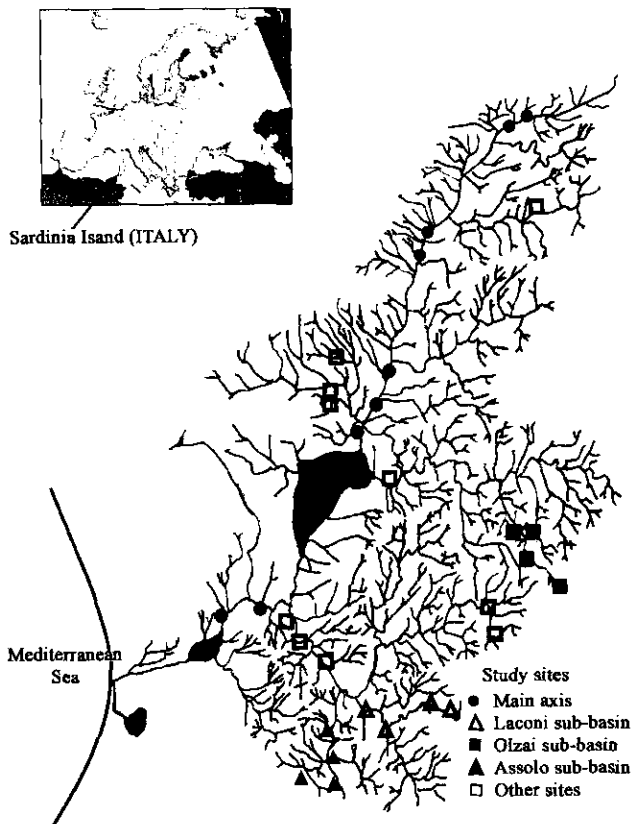 Sardinia Isand (ITALY)
Mediterranean
Sea
Study sites
Main axis
Laconi sub-basin
Olzai sub-basin
Assolo sub-basin
Other sites